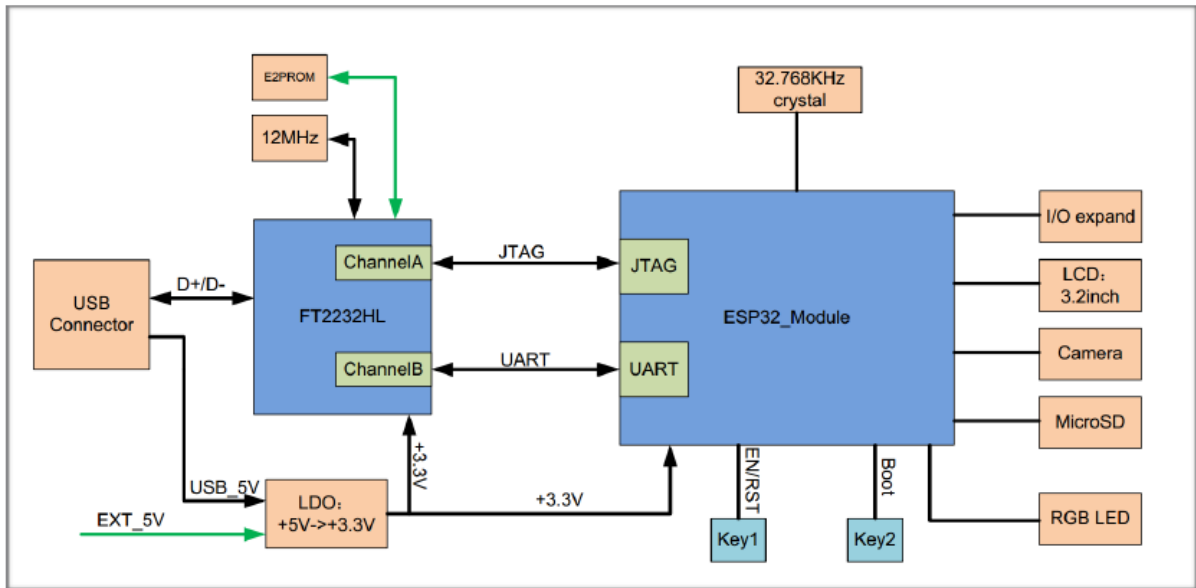 E2PROM
12MHz
32.768KHz
crystal
USB
Connector
D+/D-
FT2232HL
ChannelA
ChannelB
JTAG
UART
JTAG
UART
ESP32_Module
I/O expand
LCD:
3.2inch
Camera
MicroSD
RGB LED
+3.3V
USB_5V
EXT_5V
LDO:
+5V->+3.3V
+3.3V
EN/RST
Boot
Key1
Key2